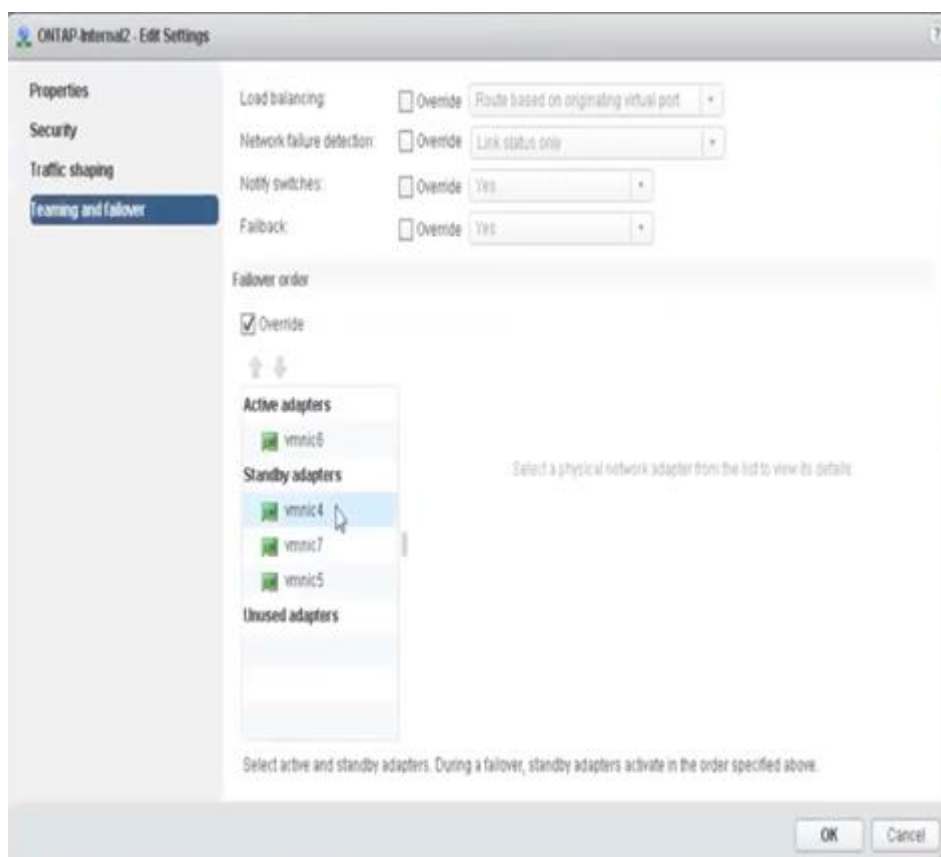 ONTAP-Internal2 - Edit Settings
?
Properties
Security
Traffic shaping
Teaming and failover
Load balancing:
Override
Route based on originating virtual port
Network failure detection:
Override
Link status only
Notify switches:
Override
Yes
Failback:
Override
Yes
Failover order
Override
Active adapters
vmnic6
Standby adapters
vmnic4
vmnic7
vmnic5
Unused adapters
Select a physical network adapter from the list to view its details.
Select active and standby adapters. During a failover, standby adapters activate in the order specified above.
OK
Cancel